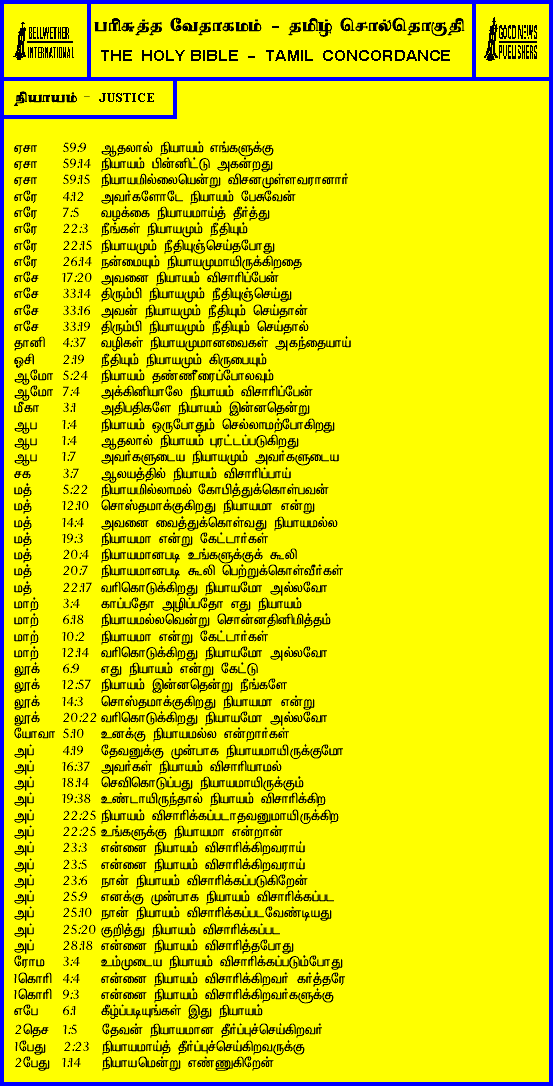 BELLWETHER
INTERNATIONAL
பரிசுத்த வேதாகமம் - தமிழ் சொல்தொகுதி
THE HOLY BIBLE - TAMIL CONCORDANCE
GOOD NEWS
PUBLISHERS
நியாயம் - JUSTICE
ஏசா 59:9 ஆதலால் நியாயம் எங்களுக்கு
ஏசா 59:14 நியாயம் பின்னிட்டு அகன்றது
ஏசா 59:15 நியாயமில்லையென்று விசனமுள்ளவரானார்
எரே 4:12 அவர்களோடே நியாயம் பேசுவேன்
எரே 7:5 வழக்கை நியாயமாய்த் தீர்த்து
எரே 22:3 நீங்கள் நியாயமும் நீதியும்
எரே 22:15 நியாயமும் நீதியுஞ்செய்தபோது
எரே 26:14 நன்மையும் நியாயமுமாயிருக்கிறதை
எசே 17:20 அவனை நியாயம் விசாரிப்பேன்
எசே 33:14 திரும்பி நியாயமும் நீதியுஞ்செய்து
எசே 33:16 அவன் நியாயமும் நீதியும் செய்தான்
எசே 33:19 திரும்பி நியாயமும் நீதியும் செய்தால்
தானி 4:37 வழிகள் நியாயமுமானவைகள் அகந்தையாய்
ஓசி 2:19 நீதியும் நியாயமும் கிருபையும்
ஆமோ 5:24 நியாயம் தண்ணீரைப்போலவும்
ஆமோ 7:4 அக்கினியாலே நியாயம் விசாரிப்பேன்
மீகா 3:1 அதிபதிகளே நியாயம் இன்னதென்று
ஆப 1:4 நியாயம் ஒருபோதும் செல்லாமற்போகிறது
ஆப 1:4 ஆதலால் நியாயம் புரட்டப்படுகிறது
ஆப 1:7 அவர்களுடைய நியாயமும் அவர்களுடைய
சக 3:7 ஆலயத்தில் நியாயம் விசாரிப்பாய்
மத் 5:22 நியாயமில்லாமல் கோபித்துக்கொள்பவன்
மத் 12:10 சொஸ்தமாக்குகிறது நியாயமா என்று
மத் 14:4 அவனை வைத்துக்கொள்வது நியாயமல்ல
மத் 19:3 நியாயமா என்று கேட்டார்கள்
மத் 20:4 நியாயமானபடி உங்களுக்குக் கூலி
மத் 20:7 நியாயமானபடி கூலி பெற்றுக்கொள்வீர்கள்
மத் 22:17 வரிகொடுக்கிறது நியாயமோ அல்லவோ
மாற் 3:4 காப்பதோ அழிப்பதோ எது நியாயம்
மாற் 6:18 நியாயமல்லவென்று சொன்னதினிமித்தம்
மாற் 10:2 நியாயமா என்று கேட்டார்கள்
மாற் 12:14 வரிகொடுக்கிறது நியாயமோ அல்லவோ
லூக் 6:9 எது நியாயம் என்று கேட்டு
லூக் 12:57 நியாயம் இன்னதென்று நீங்களே
லூக் 14:3 சொஸ்தமாக்குகிறது நியாயமா என்று
லூக் 20:22 வரிகொடுக்கிறது நியாயமோ அல்லவோ
யோவா 5:10 உனக்கு நியாயமல்ல என்றார்கள்
அப் 4:19 தேவனுக்கு முன்பாக நியாயமாயிருக்குமோ
அப் 16:37 அவர்கள் நியாயம் விசாரியாமல்
அப் 18:14 செவிகொடுப்பது நியாயமாயிருக்கும்
அப் 19:38 உண்டாயிருந்தால் நியாயம் விசாரிக்கிற
அப் 22:25 நியாயம் விசாரிக்கப்படாதவனுமாயிருக்கிற
அப் 22:25 உங்களுக்கு நியாயமா என்றான்
அப் 23:3 என்னை நியாயம் விசாரிக்கிறவராய்
அப் 23:5 என்னை நியாயம் விசாரிக்கிறவராய்
அப் 23:6 நான் நியாயம் விசாரிக்கப்படுகிறேன்
அப் 25:9 எனக்கு முன்பாக நியாயம் விசாரிக்கப்பட
அப் 25:10 நான் நியாயம் விசாரிக்கப்படவேண்டியது
அப் 25:20 குறித்து நியாயம் விசாரிக்கப்பட
அப் 28:18 என்னை நியாயம் விசாரித்தபோது
ரோம 3:4 உம்முடைய நியாயம் விசாரிக்கப்படும்போது
1கொரி 4:4 என்னை நியாயம் விசாரிக்கிறவர் கர்த்தரே
1கொரி 9:3 என்னை நியாயம் விசாரிக்கிறவர்களுக்கு
எபே 6:1 கீழ்ப்படியுங்கள் இது நியாயம்
2தெச 1:5 தேவன் நியாயமான தீர்ப்புச்செய்கிறவர்
1பேது 2:23 நியாயமாய்த் தீர்ப்புச்செய்கிறவருக்கு
2பேது 1:14 நியாயமென்று எண்ணுகிறேன்